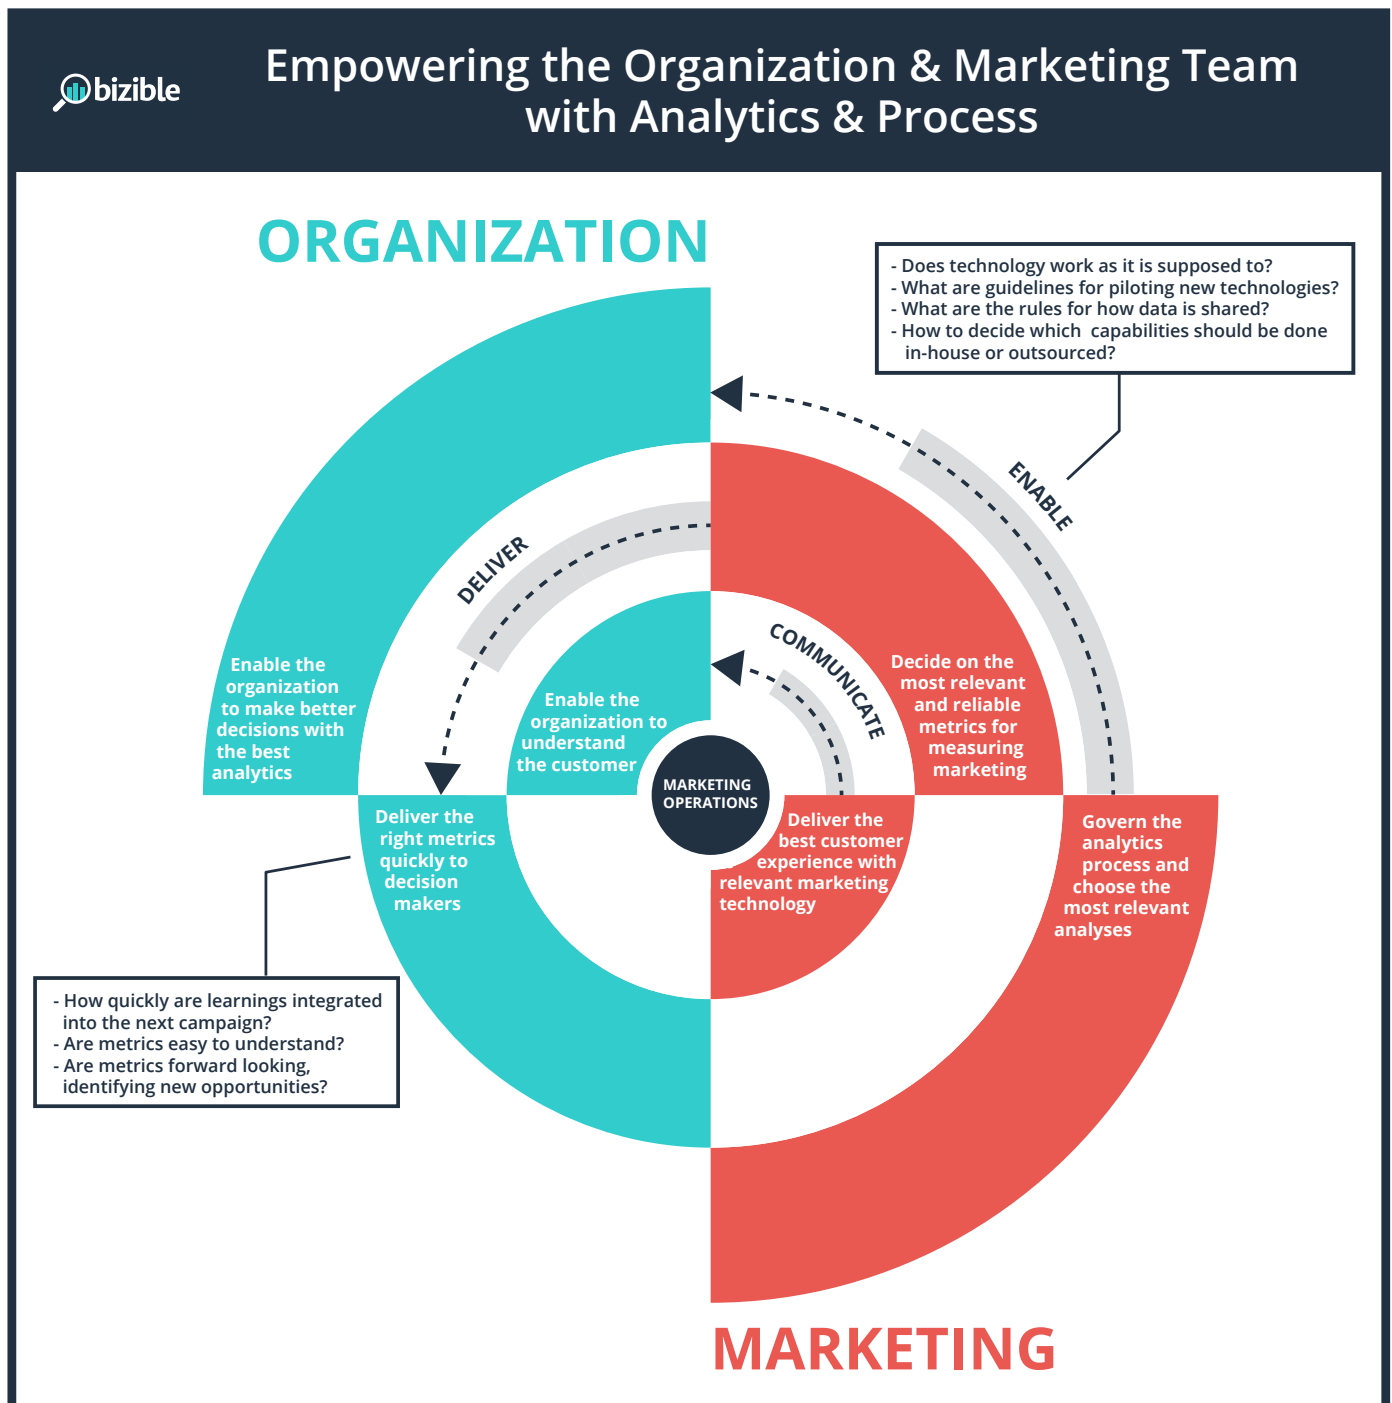 bizible
Empowering the Organization & Marketing Team
with Analytics & Process
ORGANIZATION
- Does technology work as it is supposed to?
- What are guidelines for piloting new technologies?
- What are the rules for how data is shared?
- How to decide which capabilities should be done
in-house or outsourced?
ENABLE
DELIVER
COMMUNICATE
Enable the
organization
to make better
decisions with
the best
analytics
Enable the
organization to
understand
the customer
Decide on the
most relevant
and reliable
metrics for
measuring
marketing
MARKETING
OPERATIONS
Deliver the
right metrics
quickly to
decision
makers
Deliver the
best customer
experience with
relevant marketing
technology
Govern the
analytics
process and
choose the
most relevant
analyses
- How quickly are learnings integrated
into the next campaign?
- Are metrics easy to understand?
- Are metrics forward looking,
identifying new opportunities?
MARKETING